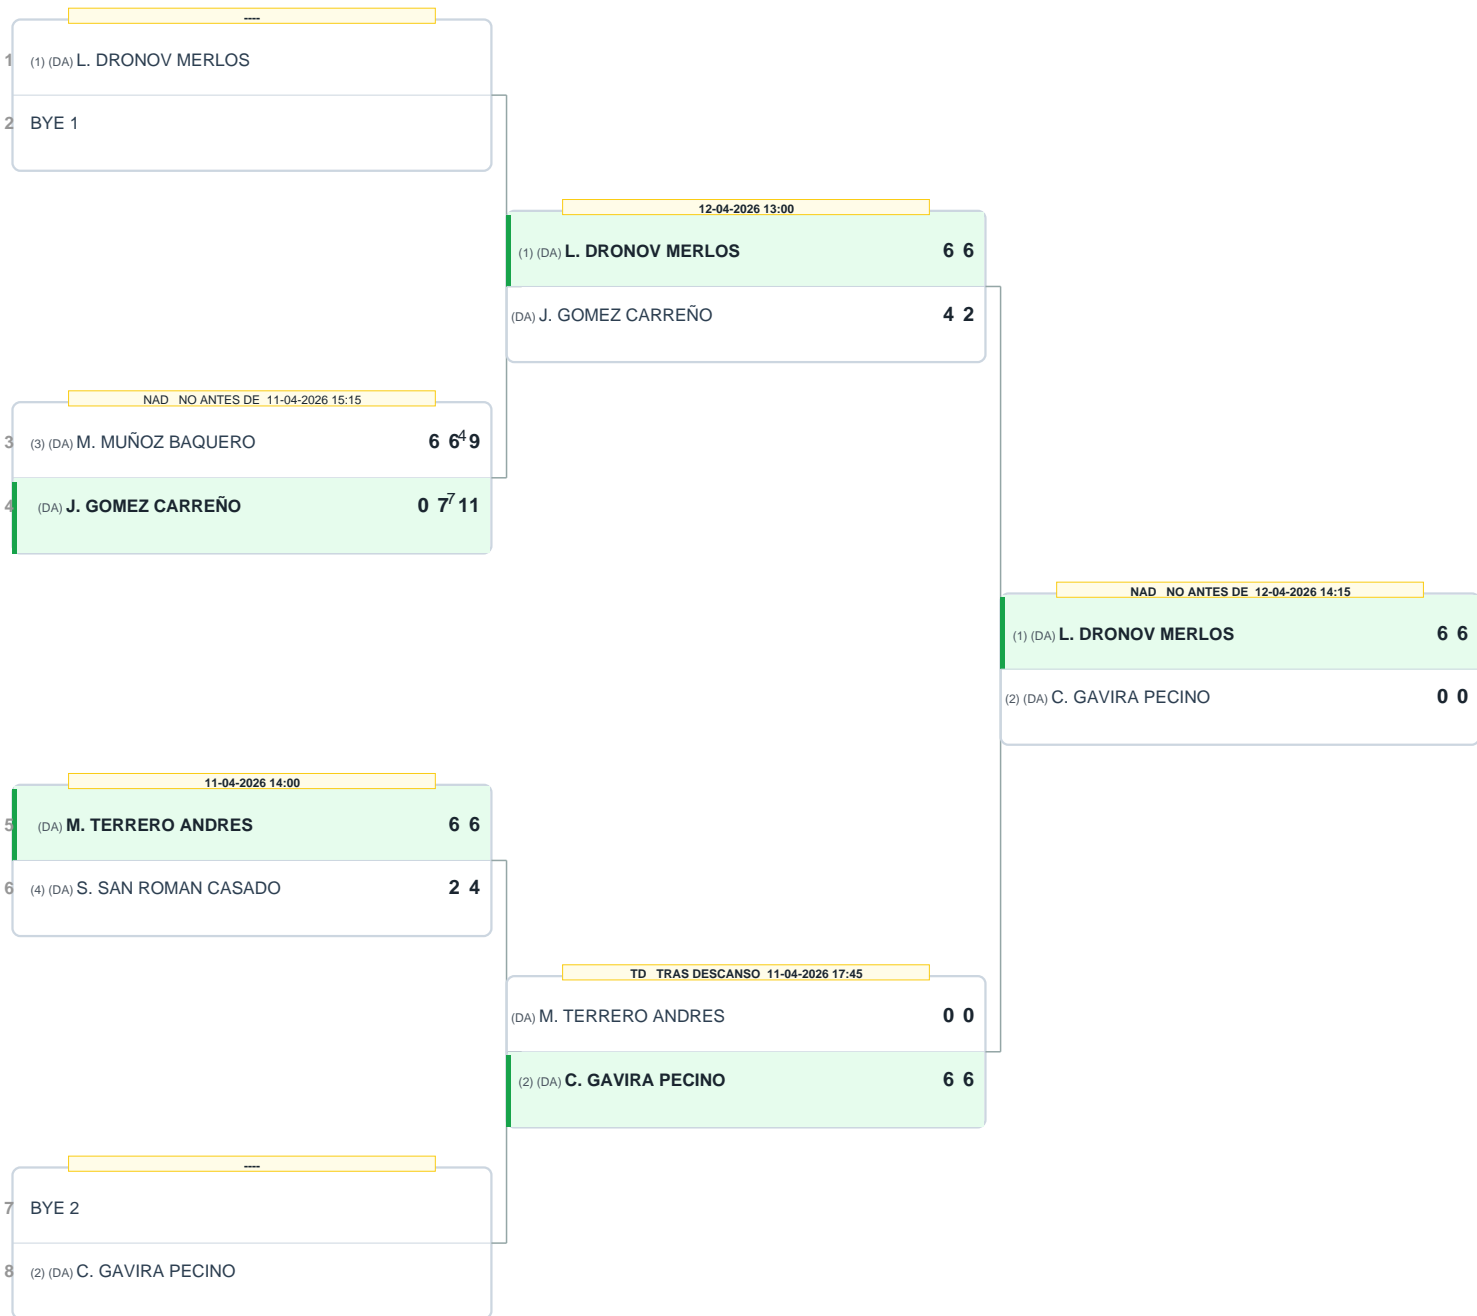 ----
1 (1) (DA) L. DRONOV MERLOS
2 BYE 1
12-04-2026 13:00
(1) (DA) L. DRONOV MERLOS 6 6
(DA) J. GOMEZ CARREÑO 4 2
NAD NO ANTES DE 11-04-2026 15:15
3 (3) (DA) M. MUÑOZ BAQUERO 6 6 4 9
4 (DA) J. GOMEZ CARREÑO 0 7 7 11
NAD NO ANTES DE 12-04-2026 14:15
(1) (DA) L. DRONOV MERLOS 6 6
(2) (DA) C. GAVIRA PECINO 0 0
11-04-2026 14:00
5 (DA) M. TERRERO ANDRES 6 6
6 (4) (DA) S. SAN ROMAN CASADO 2 4
TD TRAS DESCANSO 11-04-2026 17:45
(DA) M. TERRERO ANDRES 0 0
(2) (DA) C. GAVIRA PECINO 6 6
----
7 BYE 2
8 (2) (DA) C. GAVIRA PECINO